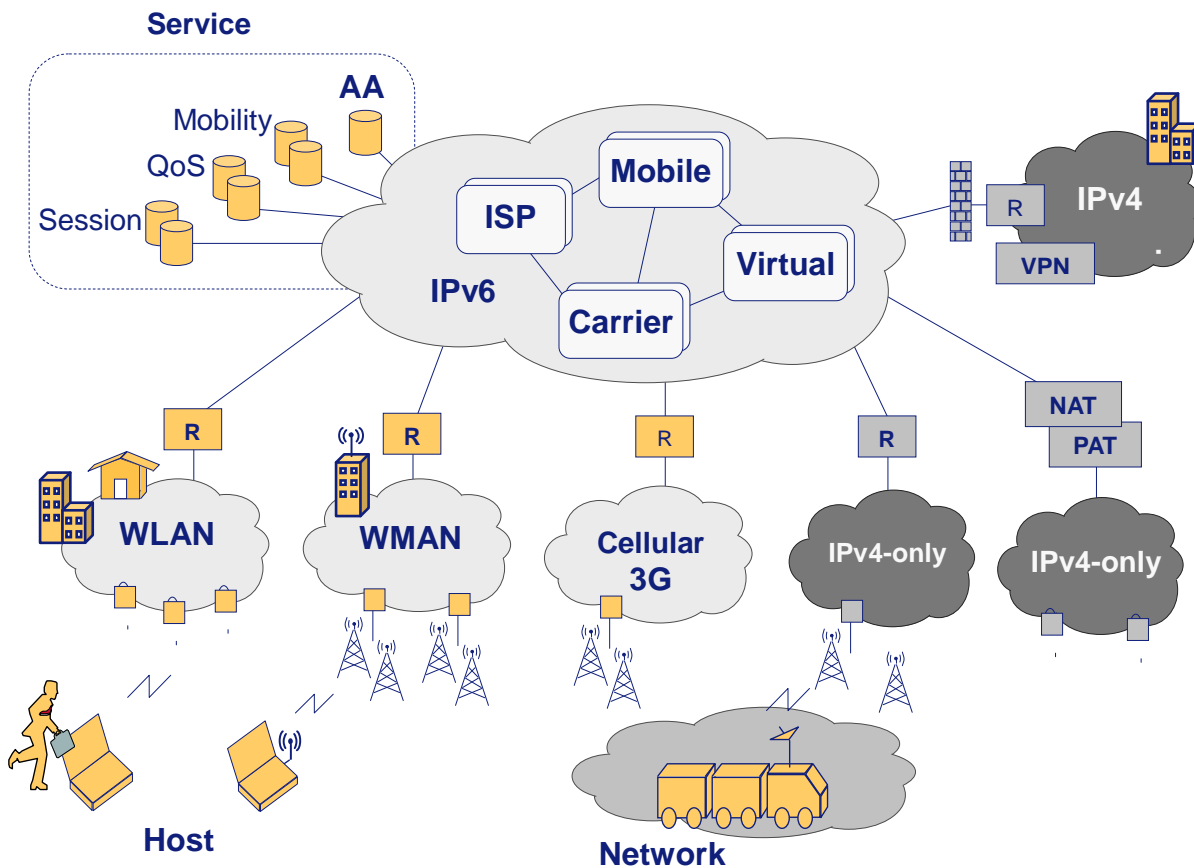 Service
AA
Mobility
QoS
Session
Mobile
ISP
Virtual
IPv6
Carrier
IPv4
R
VPN
R
R
R
R
NAT
PAT
WLAN
WMAN
Cellular
3G
IPv4-only
IPv4-only
Host
Network